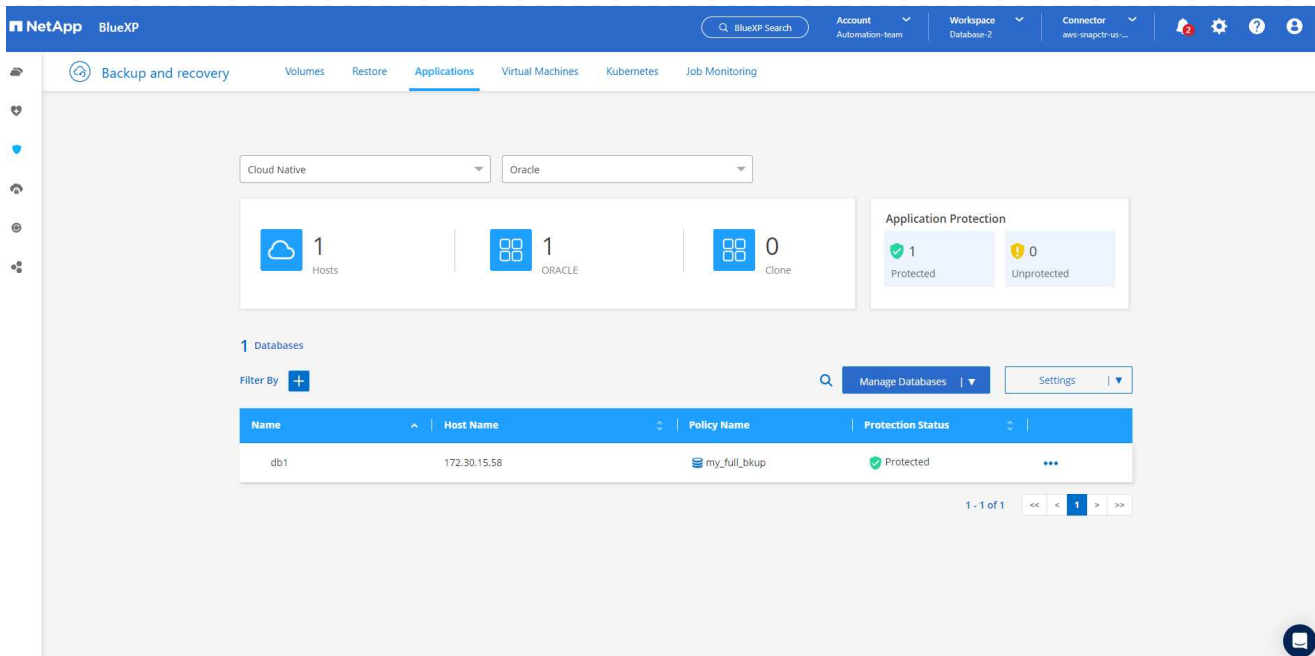 NetApp BlueXP BlueXP Search Account Workspace Connector
Automation-team Database-2 aws-snapctr-us-... 2
Backup and recovery Volumes Restore Applications Virtual Machines Kubernetes Job Monitoring
Cloud Native Oracle
1 Hosts
1 ORACLE
0 Clone
Application Protection
1 Protected
0 Unprotected
1 Databases
Filter By + Manage Databases | Settings |
Name Host Name Policy Name Protection Status
db1 172.30.15.58 my_full_bkup Protected •••
1 - 1 of 1 << < 1 > >>